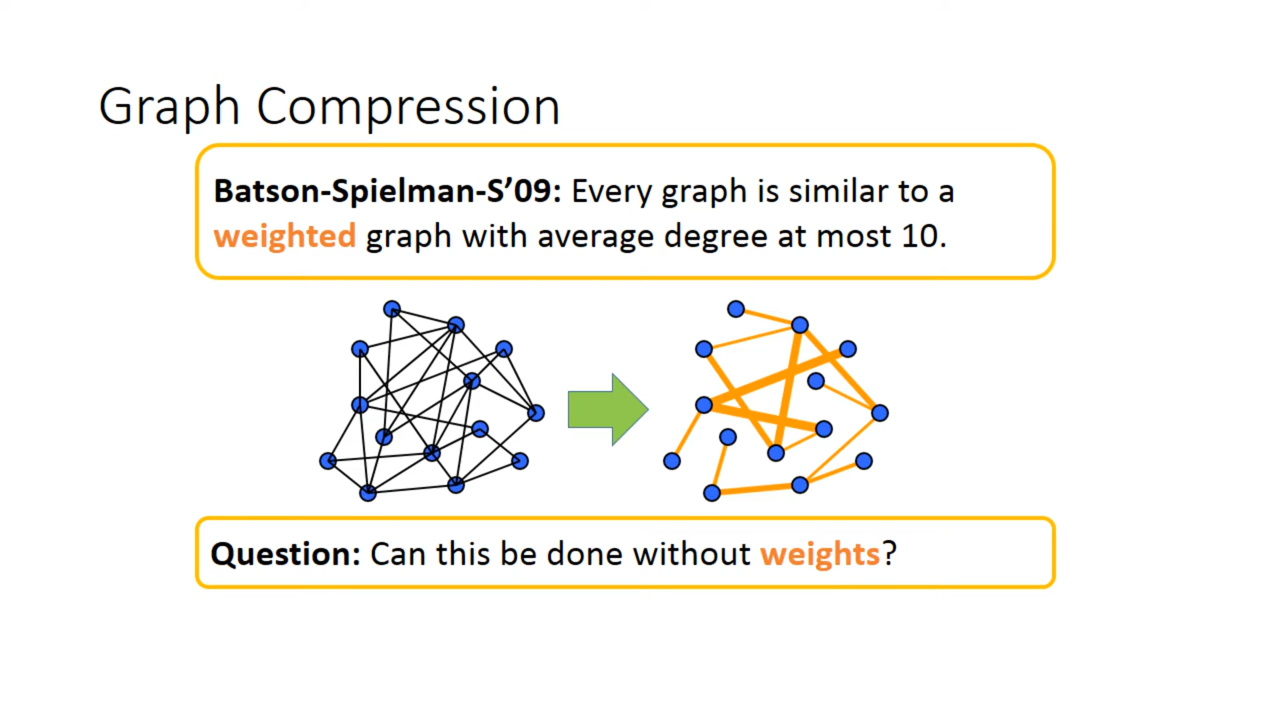 Graph Compression
Batson-Spielman-S’09: Every graph is similar to a
weighted graph with average degree at most 10.
Question: Can this be done without weights?